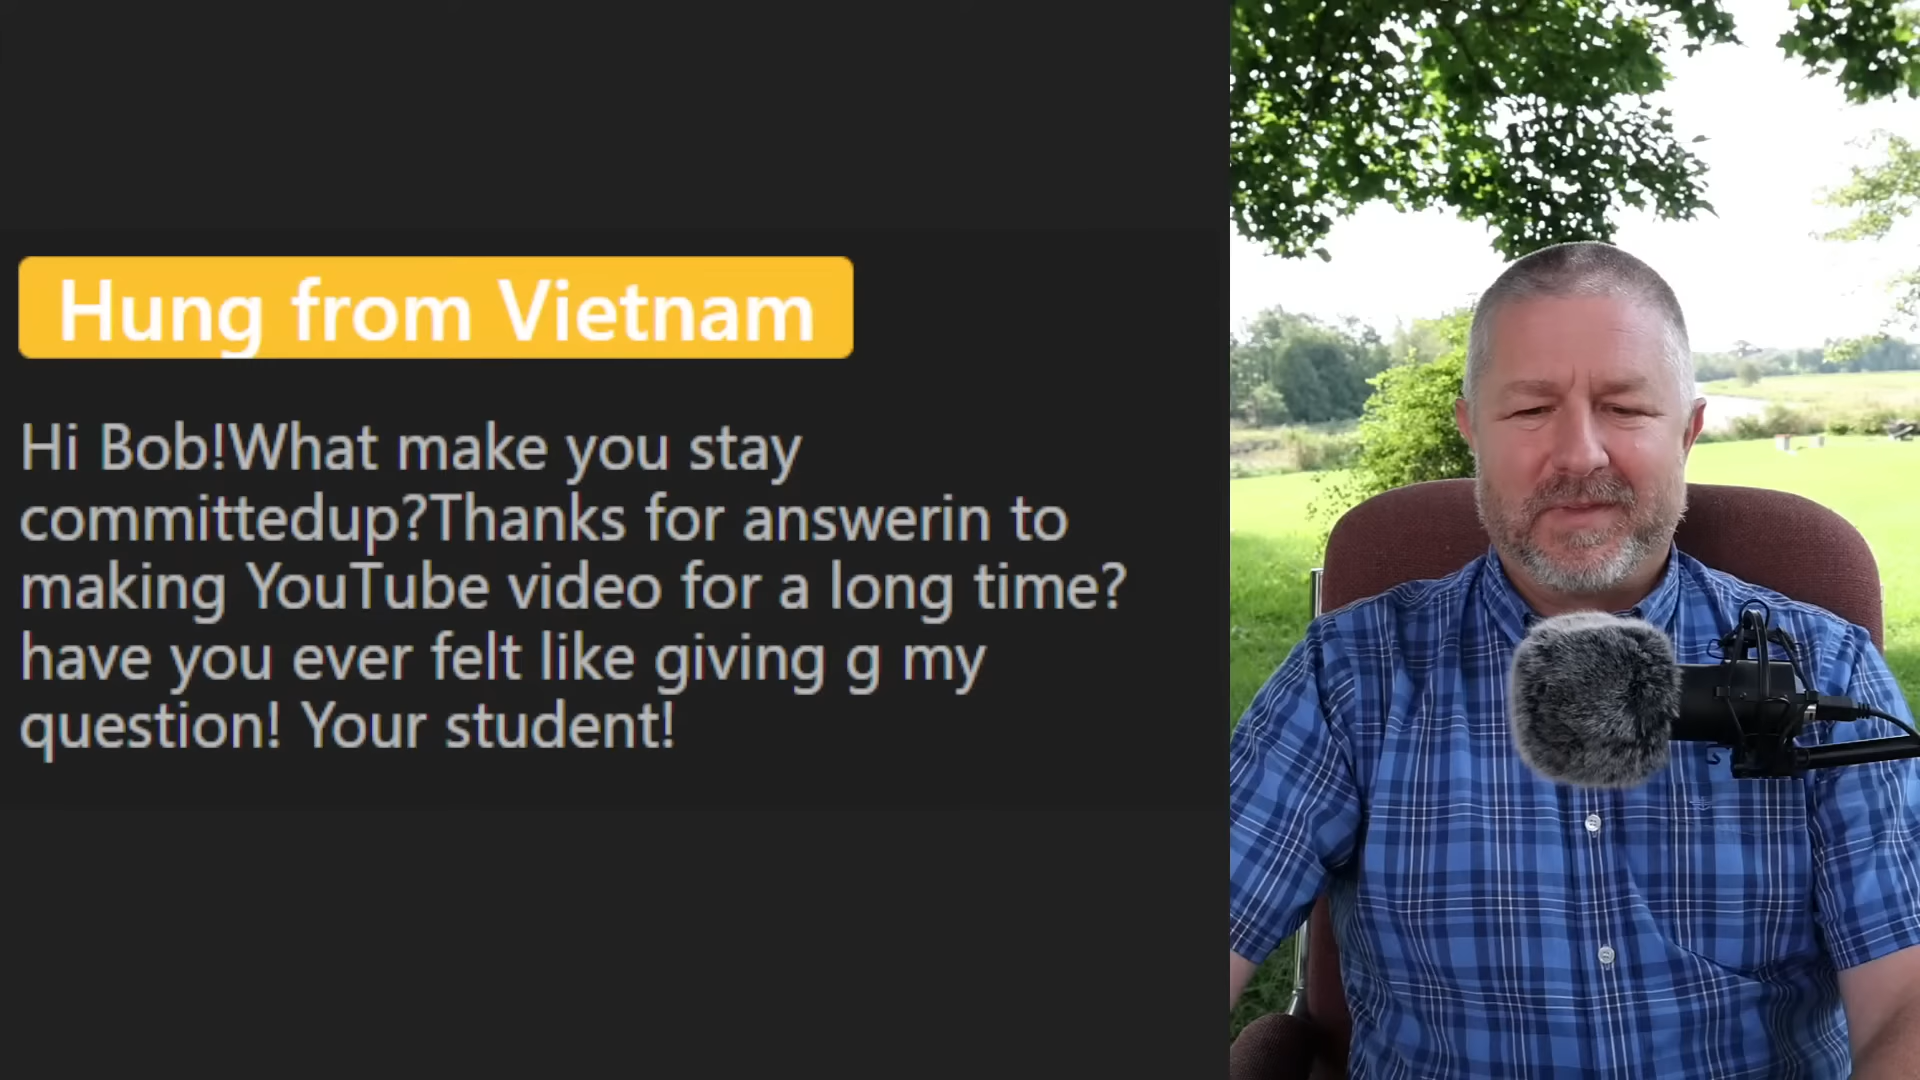 Hung from Vietnam
Hi Bob!What make you stay
committedup?Thanks for answerin to
making YouTube video for a long time?
have you ever felt like giving g my
question! Your student!